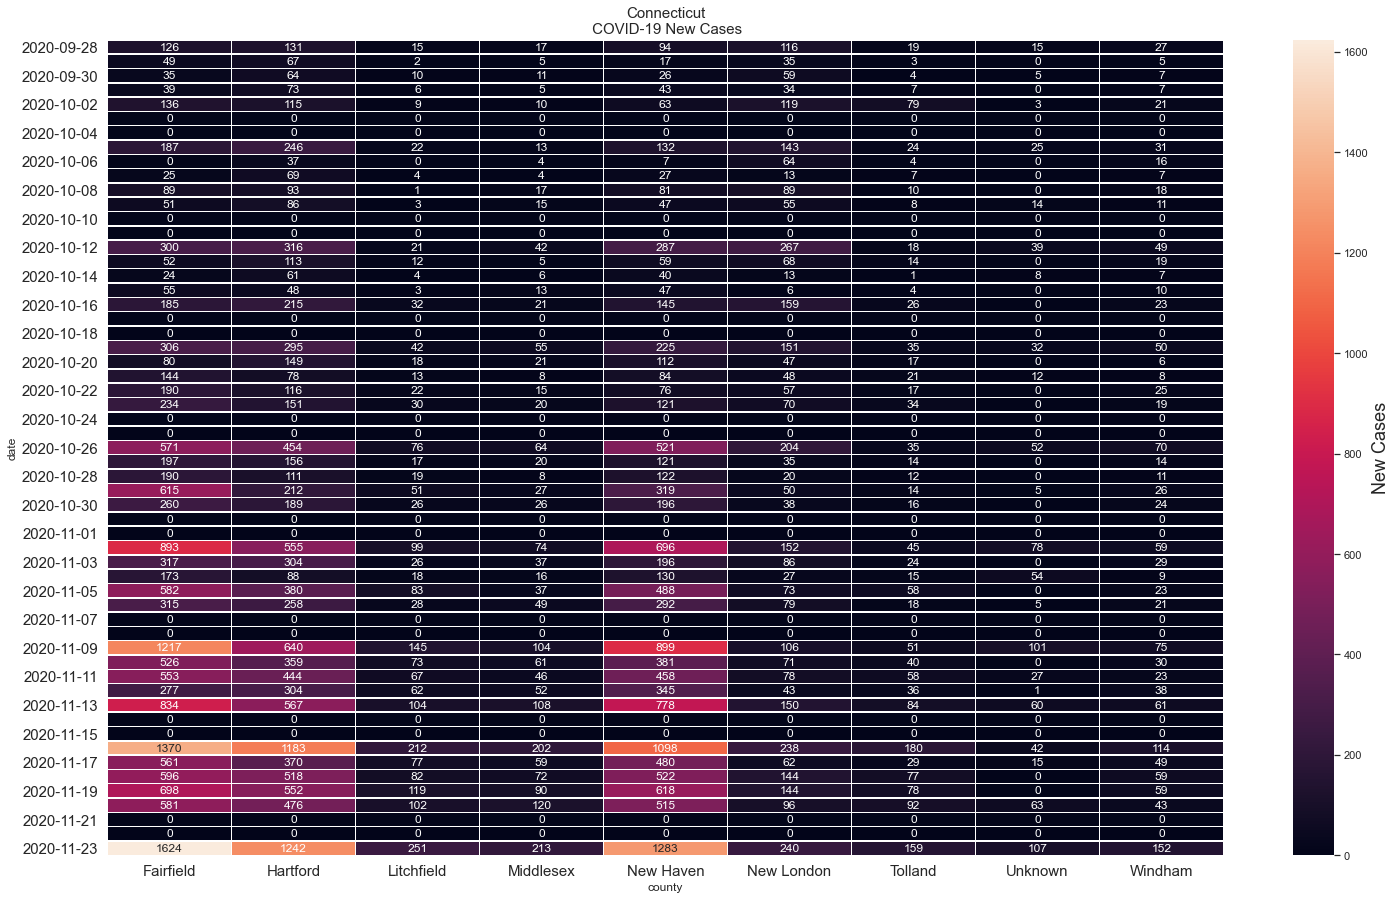 Connecticut
COVID-19 New Cases
2020-09-28 126 131 15 17 94 116 19 15 27
49 67 2 5 17 35 3 0 5
2020-09-30 35 64 10 11 26 59 4 5 7
39 73 6 5 43 34 7 0 7
2020-10-02 136 115 9 10 63 119 79 3 21
0 0 0 0 0 0 0 0 0
2020-10-04 0 0 0 0 0 0 0 0 0
187 246 22 13 132 143 24 25 31
2020-10-06 0 37 0 4 7 64 4 0 16
25 69 4 4 27 13 7 0 7
2020-10-08 89 93 1 17 81 89 10 0 18
51 86 3 15 47 55 8 14 11
2020-10-10 0 0 0 0 0 0 0 0 0
0 0 0 0 0 0 0 0 0
2020-10-12 300 316 21 42 287 267 18 39 49
52 113 12 5 59 68 14 0 19
2020-10-14 24 61 4 6 40 13 1 8 7
55 48 3 13 47 6 4 0 10
2020-10-16 185 215 32 21 145 159 26 0 23
0 0 0 0 0 0 0 0 0
2020-10-18 0 0 0 0 0 0 0 0 0
306 295 42 55 225 151 35 32 50
2020-10-20 80 149 18 21 112 47 17 0 6
144 78 13 8 84 48 21 12 8
2020-10-22 190 116 22 15 76 57 17 0 25
234 151 30 20 121 70 34 0 19
2020-10-24 0 0 0 0 0 0 0 0 0
0 0 0 0 0 0 0 0 0
2020-10-26 571 454 76 64 521 204 35 52 70
197 156 17 20 121 35 14 0 14
2020-10-28 190 111 19 8 122 20 12 0 11
615 212 51 27 319 50 14 5 26
2020-10-30 260 189 26 26 196 38 16 0 24
0 0 0 0 0 0 0 0 0
2020-11-01 0 0 0 0 0 0 0 0 0
893 555 99 74 696 152 45 78 59
2020-11-03 317 304 26 37 196 86 24 0 29
173 88 18 16 130 27 15 54 9
2020-11-05 582 380 83 37 488 73 58 0 23
315 258 28 49 292 79 18 5 21
2020-11-07 0 0 0 0 0 0 0 0 0
0 0 0 0 0 0 0 0 0
2020-11-09 1217 640 145 104 899 106 51 101 75
526 359 73 61 381 71 40 0 30
2020-11-11 553 444 67 46 458 78 58 27 23
277 304 62 52 345 43 36 1 38
2020-11-13 834 567 104 108 778 150 84 60 61
0 0 0 0 0 0 0 0 0
2020-11-15 0 0 0 0 0 0 0 0 0
1370 1183 212 202 1098 238 180 42 114
2020-11-17 561 370 77 59 480 62 29 15 49
596 518 82 72 522 144 77 0 59
2020-11-19 698 552 119 90 618 144 78 0 59
581 476 102 120 515 96 92 63 43
2020-11-21 0 0 0 0 0 0 0 0 0
0 0 0 0 0 0 0 0 0
2020-11-23 1624 1242 251 213 1283 240 159 107 152
Fairfield Hartford Litchfield Middlesex New Haven New London Tolland Unknown Windham
county
date
1600
1400
1200
1000
800
600
400
200
0
New Cases